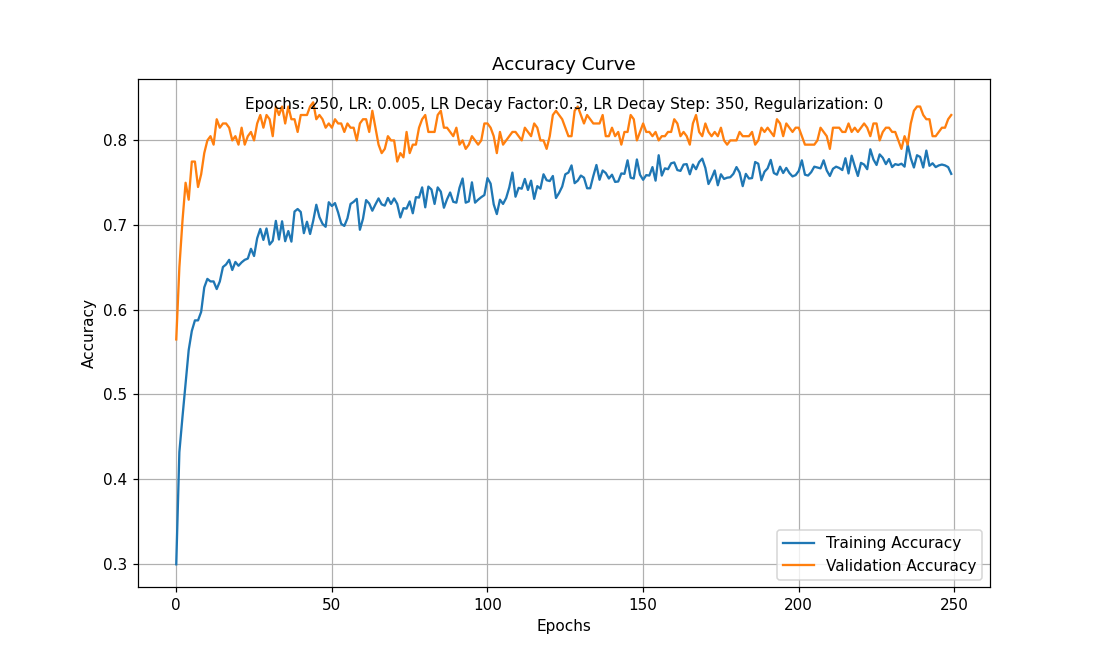 Accuracy Curve
Epochs: 250, LR: 0.005, LR Decay Factor:0.3, LR Decay Step: 350, Regularization: 0
0.8
0.7
0.6
0.5
0.4
0.3
Accuracy
Training Accuracy
Validation Accuracy
0 50 100 150 200 250
Epochs